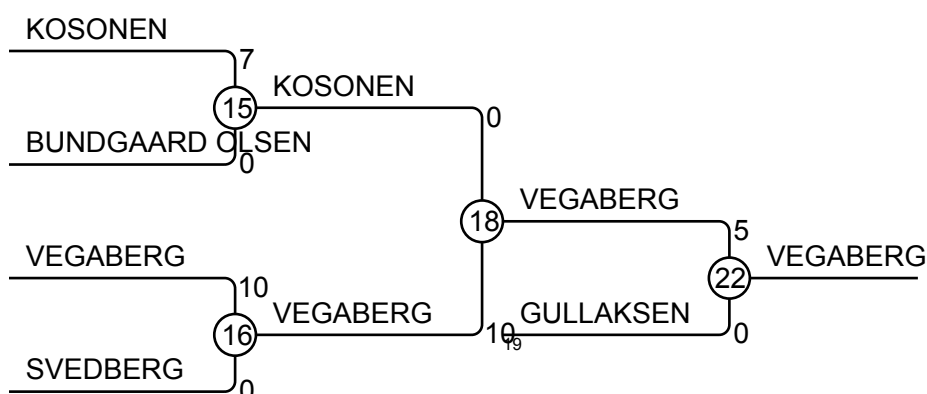 KOSONEN
7
15
KOSONEN
0
BUNDGAARD OLSEN
0
18
VEGABERG
5
VEGABERG
10
22
VEGABERG
16
VEGABERG
10
19
GULLAKSEN
0
SVEDBERG
0